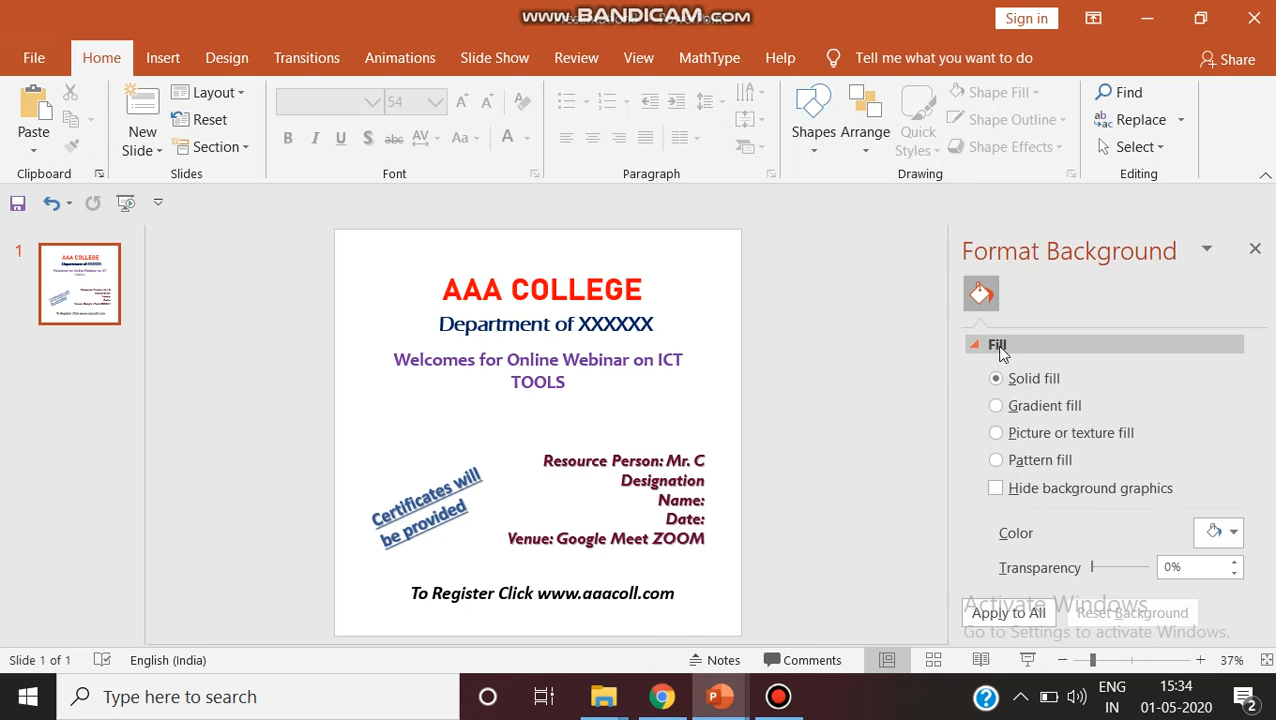 www.BANDICAM.com
Sign in
File Home Insert Design Transitions Animations Slide Show Review View MathType Help Tell me what you want to do Share
Paste
Clipboard
New Slide
Layout
Reset
Section
Slides
54
B I U S abc AV Aa A
Font
Paragraph
Shapes
Arrange
Quick Styles
Shape Fill
Shape Outline
Shape Effects
Drawing
Find
Replace
Select
Editing
1
AAA COLLEGE
Department of XXXXXX
Welcomes for Online Webinar on ICT
TOOLS
Resource Person: Mr. C
Designation
Name:
Date:
Venue: Google Meet ZOOM
Certificates will
be provided
To Register Click www.aaacoll.com
Format Background
Fill
Solid fill
Gradient fill
Picture or texture fill
Pattern fill
Hide background graphics
Color
Transparency 0%
Apply to All Reset Background
Activate Windows
Go to Settings to activate Windows.
Slide 1 of 1 English (India) Notes Comments 37%
Type here to search
ENG
IN
15:34
01-05-2020
2